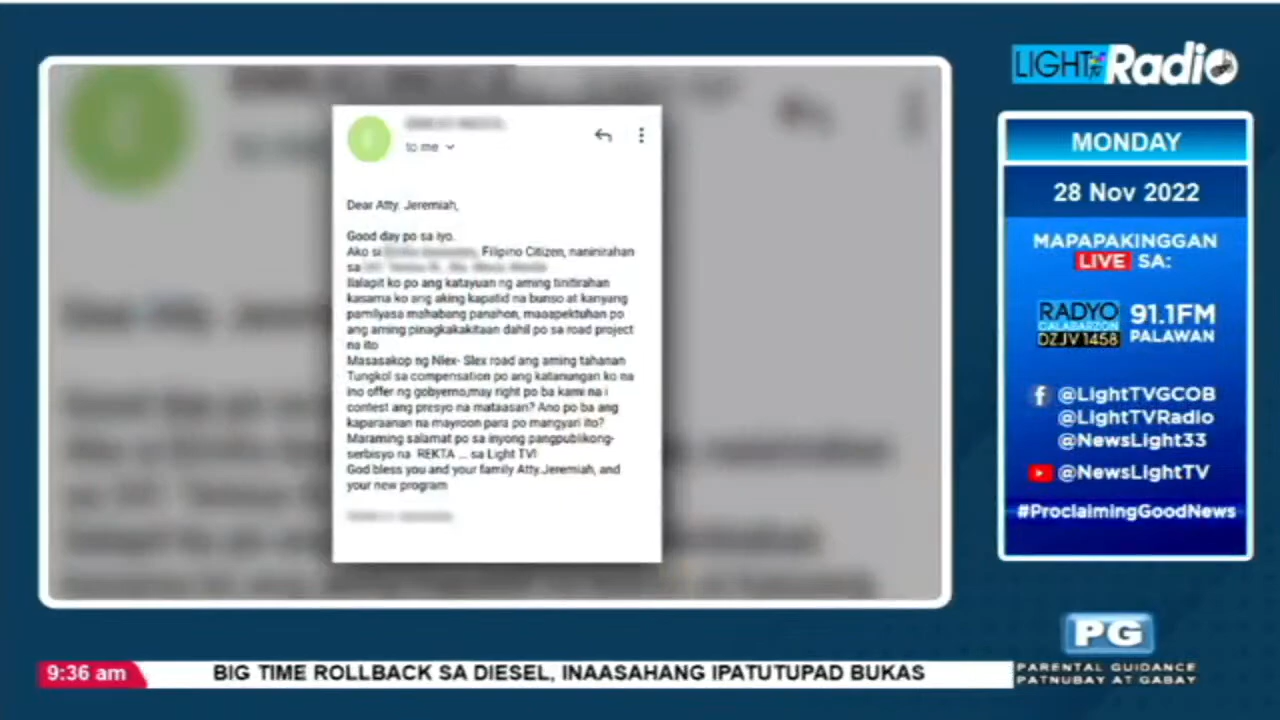 LIGHT TV Radio
MONDAY
28 Nov 2022
MAPAPAKINGGAN
LIVE SA:
RADYO
CALABARZON
DZJV 1458
91.1FM
PALAWAN
@LightTVGCOB
@LightTVRadio
@NewsLight33
@NewsLightTV
#ProclaimingGoodNews
to me
Dear Atty. Jeremiah,
Good day po sa iyo.
Ako si Filipino Citizen, naninirahan
sa
Ilalapit ko po ang katayuan ng aming tinitirahan
kasama ko ang aking kapatid na bunso at kanyang
pamilyasa mahabang panahon, maaapektuhan po
ang aming pinagkakakitaan dahil po sa road project
na ito
Masasakop ng Nlex- Slex road ang aming tahanan
Tungkol sa compensation po ang katanungan ko na
ino offer ng gobyerno,may right po ba kami na i
contest ang presyo na mataasan? Ano po ba ang
kaparaanan na mayroon para po mangyari ito?
Maraming salamat po sa inyong pangpublikong-
serbisyo na REKTA ... sa Light TV!
God bless you and your family Atty.Jeremiah, and
your new program
9:36 am
BIG TIME ROLLBACK SA DIESEL, INAASAHANG IPATUTUPAD BUKAS
PG
PARENTAL GUIDANCE
PATNUBAY AT GABAY